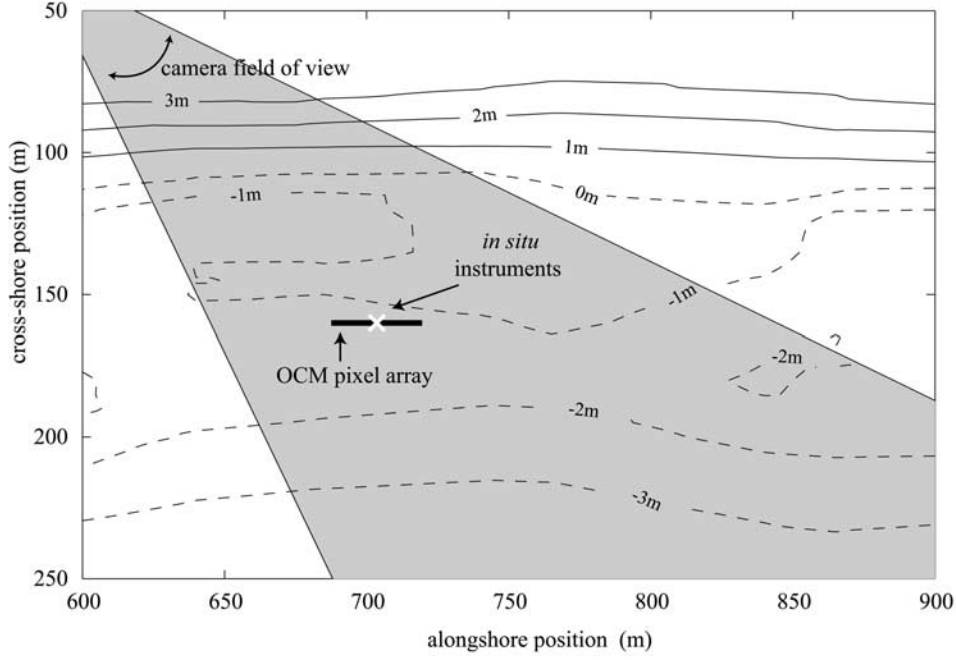 50
camera field of view
3m
2m
1m
100
-1m
0m
in situ
instruments
150
-1m
OCM pixel array
-2m
-2m
200
-3m
250
600
650
700
750
800
850
900
cross-shore position (m)
alongshore position (m)